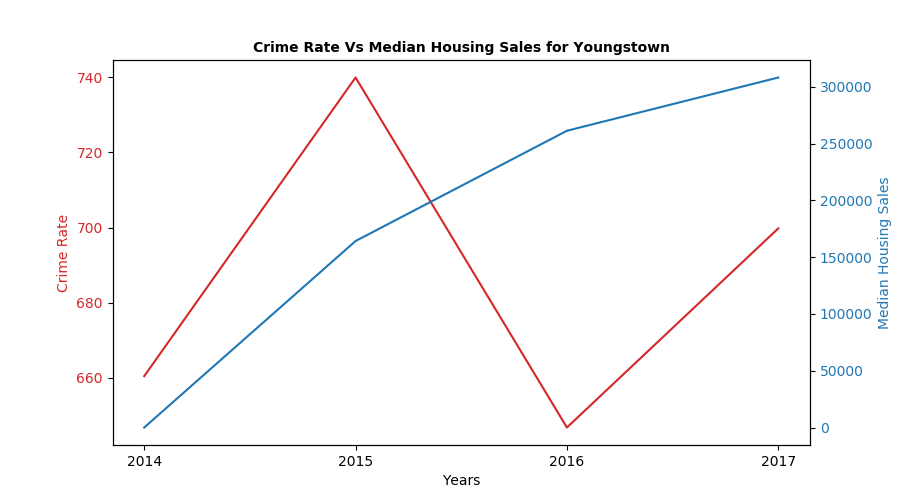 Crime Rate Vs Median Housing Sales for Youngstown
740
720
700
680
660
Crime Rate
300000
250000
200000
150000
100000
50000
0
Median Housing Sales
2014 2015 2016 2017
Years